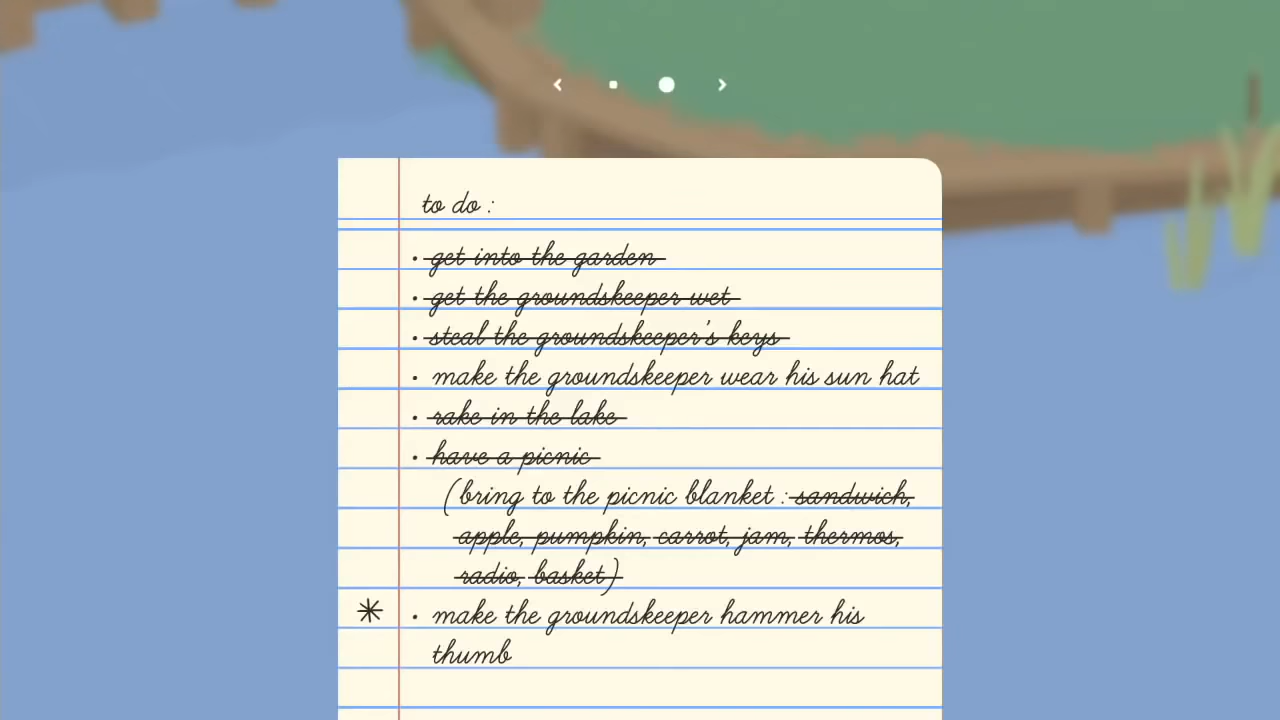 to do :
• get into the garden
• get the groundskeeper wet
• steal the groundskeeper's keys
• make the groundskeeper wear his sun hat
• rake in the lake
• have a picnic
(bring to the picnic blanket : sandwich,
apple, pumpkin, carrot, jam, thermos,
radio, basket)
• make the groundskeeper hammer his
thumb